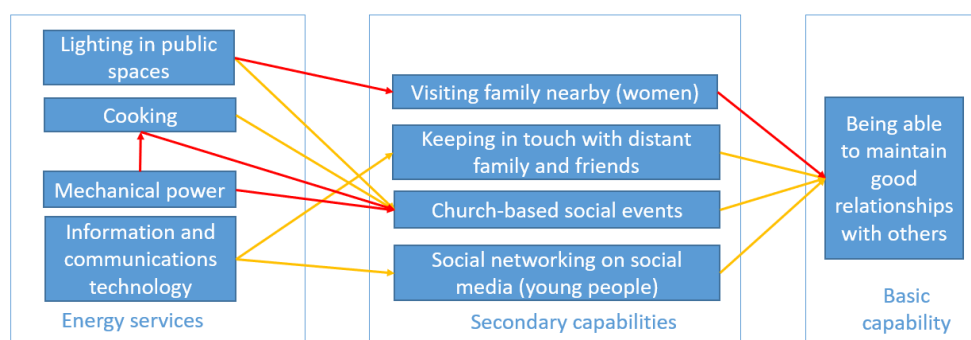 Lighting in public
spaces
Cooking
Mechanical power
Information and
communications
technology
Energy services
Visiting family nearby (women)
Keeping in touch with distant
family and friends
Church-based social events
Social networking on social
media (young people)
Secondary capabilities
Being able
to maintain
good
relationships
with others
Basic
capability